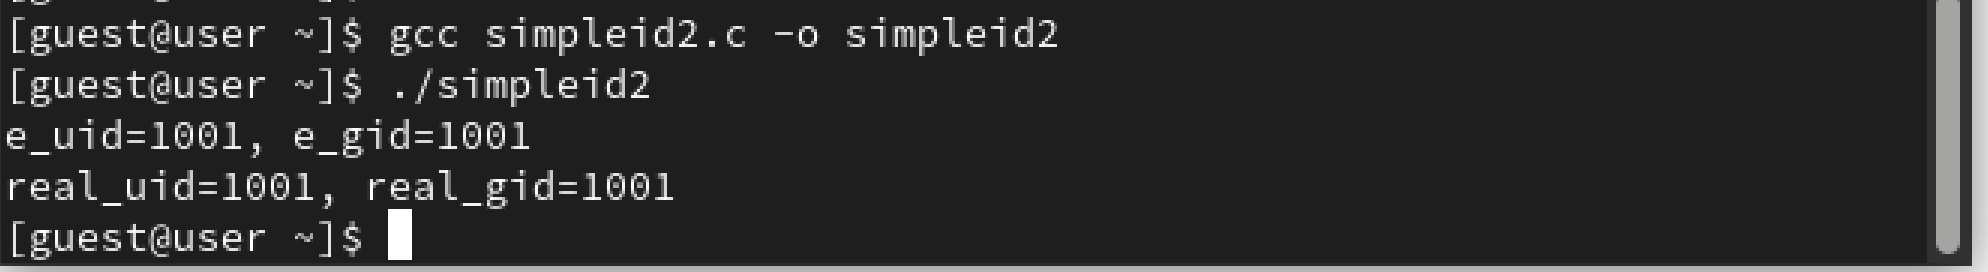 [guest@user ~]$ gcc simpleid2.c -o simpleid2
[guest@user ~]$ ./simpleid2
e_uid=1001, e_gid=1001
real_uid=1001, real_gid=1001
[guest@user ~]$